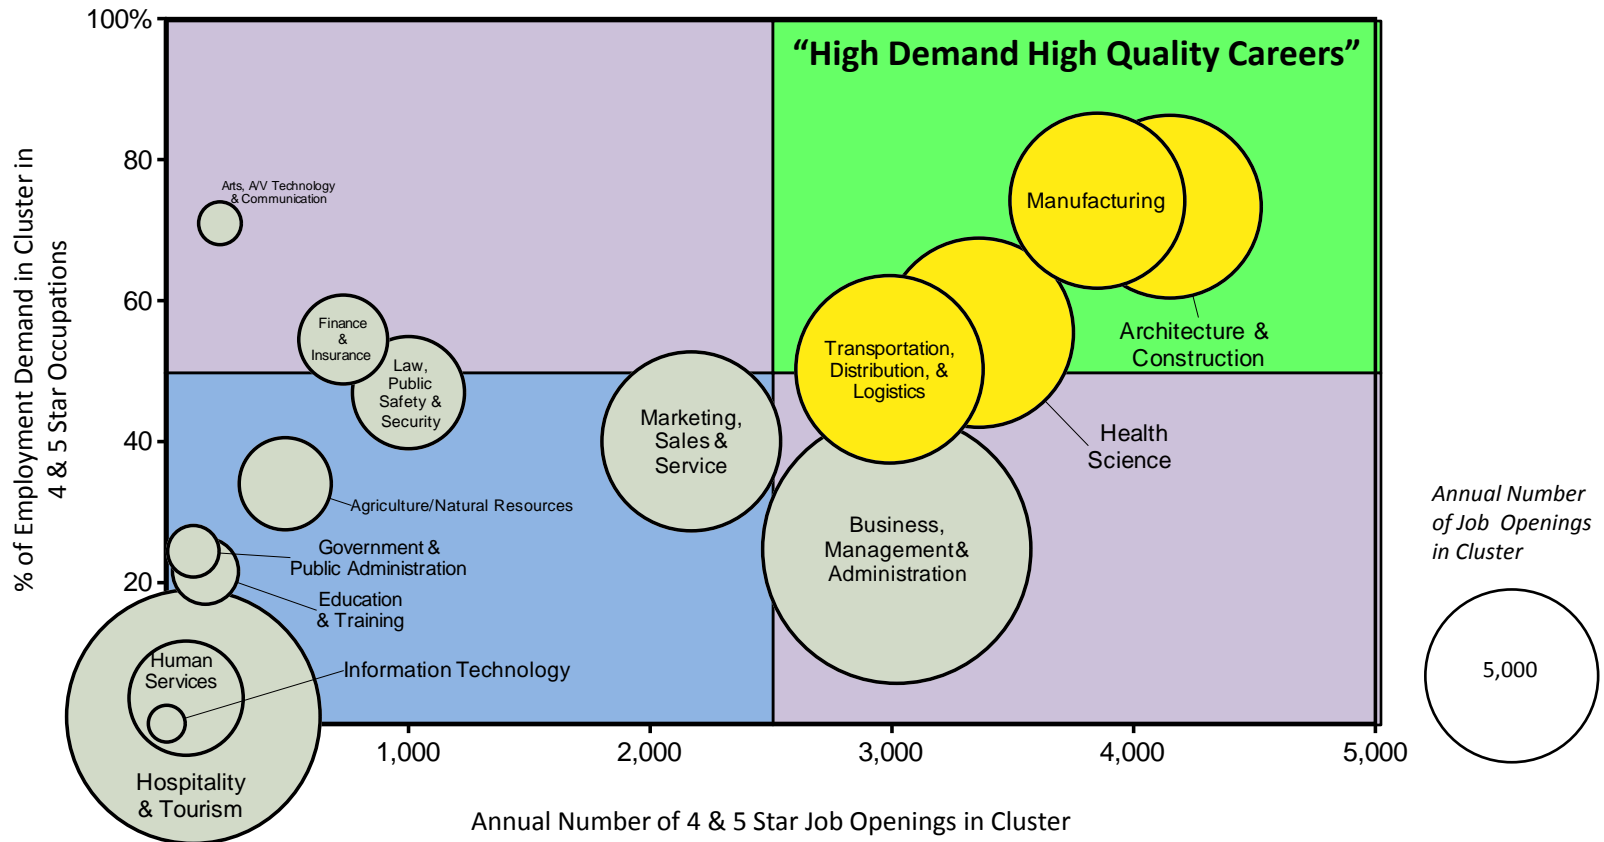 100%
“High Demand High Quality Careers”
% of Employment Demand in Cluster in
4 & 5 Star Occupations
80
60
40
20
Arts, A/V Technology
& Communication
Manufacturing
Finance
&
Insurance
Law,
Public
Safety &
Security
Transportation,
Distribution, &
Logistics
Architecture &
Construction
Marketing,
Sales &
Service
Health
Science
Agriculture/Natural Resources
Business,
Management&
Administration
Government &
Public Administration
Education
& Training
Human
Services
Information Technology
Hospitality
& Tourism
1,000
2,000
3,000
4,000
5,000
Annual Number of 4 & 5 Star Job Openings in Cluster
Annual Number
of Job Openings
in Cluster
5,000